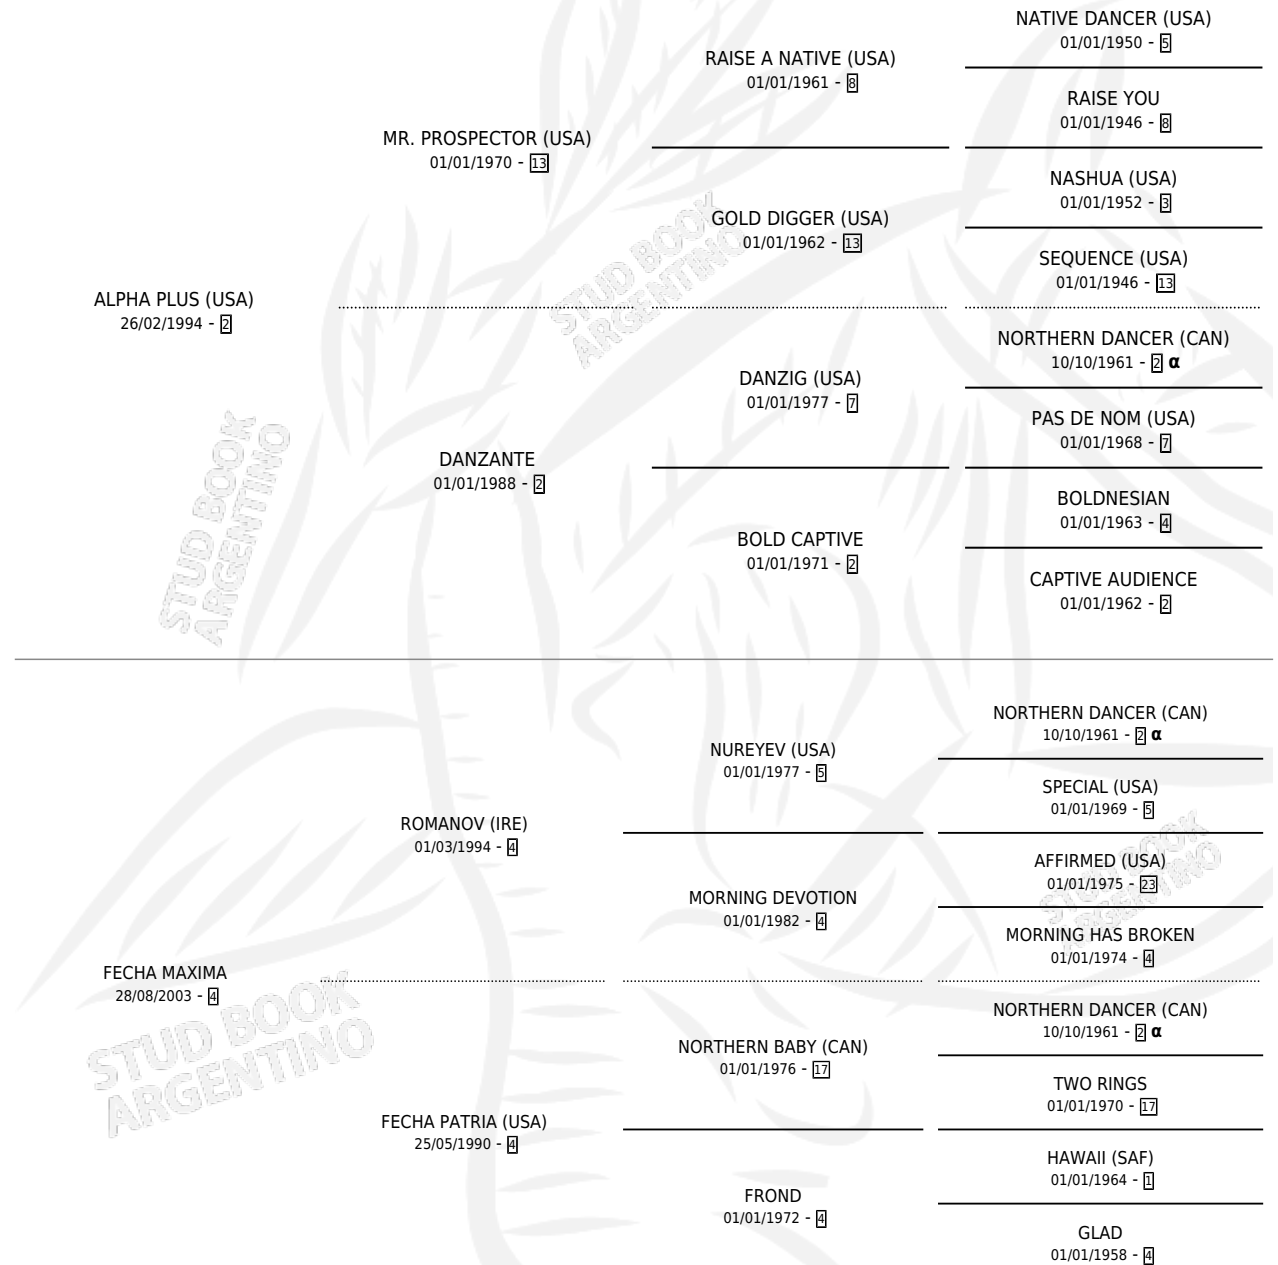 NATIVE DANCER (USA)
01/01/1950 - 5
RAISE A NATIVE (USA)
01/01/1961 - 8
RAISE YOU
01/01/1946 - 8
MR. PROSPECTOR (USA)
01/01/1970 - 13
NASHUA (USA)
01/01/1952 - 3
GOLD DIGGER (USA)
01/01/1962 - 13
SEQUENCE (USA)
01/01/1946 - 13
STUD BOOK
ARGENTINO
ALPHA PLUS (USA)
26/02/1994 - 2
NORTHERN DANCER (CAN)
10/10/1961 - 2 α
DANZIG (USA)
01/01/1977 - 7
PAS DE NOM (USA)
01/01/1968 - 7
DANZANTE
01/01/1988 - 2
BOLDNESIAN
01/01/1963 - 4
BOLD CAPTIVE
01/01/1971 - 2
CAPTIVE AUDIENCE
01/01/1962 - 2
STUD BOOK
ARGENTINO
NORTHERN DANCER (CAN)
10/10/1961 - 2 α
NUREYEV (USA)
01/01/1977 - 5
SPECIAL (USA)
01/01/1969 - 5
ROMANOV (IRE)
01/03/1994 - 4
AFFIRMED (USA)
01/01/1975 - 23
STUD BOOK
ARGENTINO
MORNING DEVOTION
01/01/1982 - 4
MORNING HAS BROKEN
01/01/1974 - 4
FECHA MAXIMA
28/08/2003 - 4
STUD BOOK
ARGENTINO
NORTHERN DANCER (CAN)
10/10/1961 - 2 α
NORTHERN BABY (CAN)
01/01/1976 - 17
TWO RINGS
01/01/1970 - 17
FECHA PATRIA (USA)
25/05/1990 - 4
HAWAII (SAF)
01/01/1964 - 1
FROND
01/01/1972 - 4
GLAD
01/01/1958 - 4